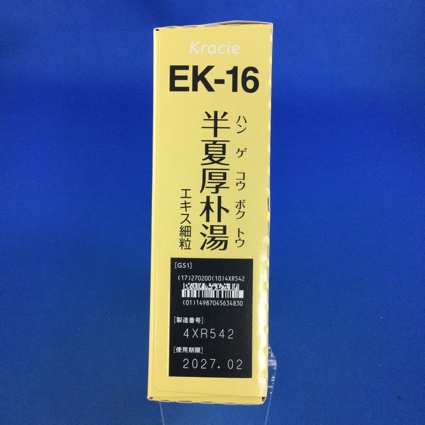 Kracie
EK-16
半夏厚朴湯
ハンゲコウボクトウ
エキス細粒
[GS1]
(17)270200(10)4XR542
(01)14987045634830
[製造番号]
4XR542
[使用期限]
2027.02